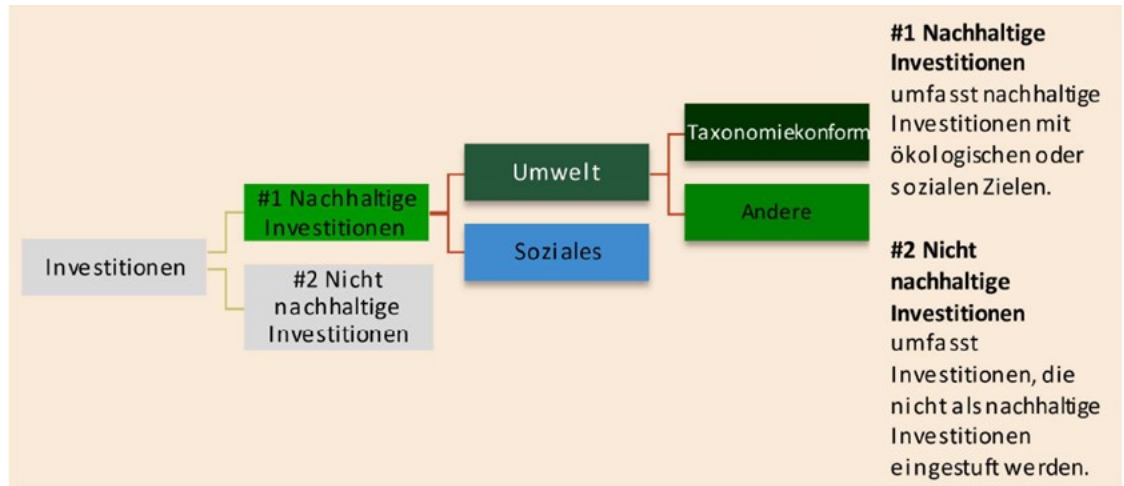 Investitionen
#1 Nachhaltige
Investitionen
#2 Nicht
nachhaltige
Investitionen
Umwelt
Soziales
Taxonomiekonform
Andere
#1 Nachhaltige
Investitionen
umfasst nachhaltige
Investitionen mit
ökologischen oder
sozialen Zielen.
#2 Nicht
nachhaltige
Investitionen
umfasst
Investitionen, die
nicht als nachhaltige
Investitionen
eingestuft werden.